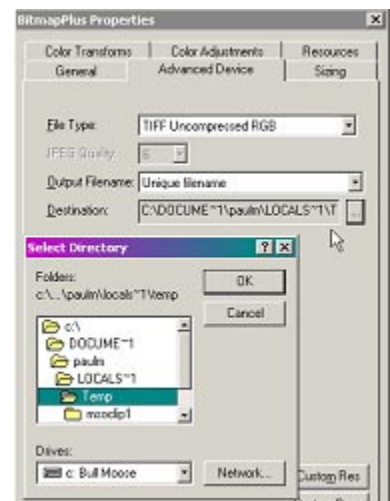 BitmapPlus Properties
Color Transforms
Color Adjustments
Resources
General
Advanced Device
Sizing
File Type:
TIFF Uncompressed RGB
JPEG Quality:
6
Output Filename:
Unique filename
Destination:
C:\DOCUME~1\paulm\LOCALS~1\T
...
Select Directory
Folders:
c:\...\paulm\locals~1\temp
OK
Cancel
c:\
DOCUME~1
paulm
LOCALS~1
Temp
msoclip1
Drives:
c: Bull Moose
Network...
Custom Res